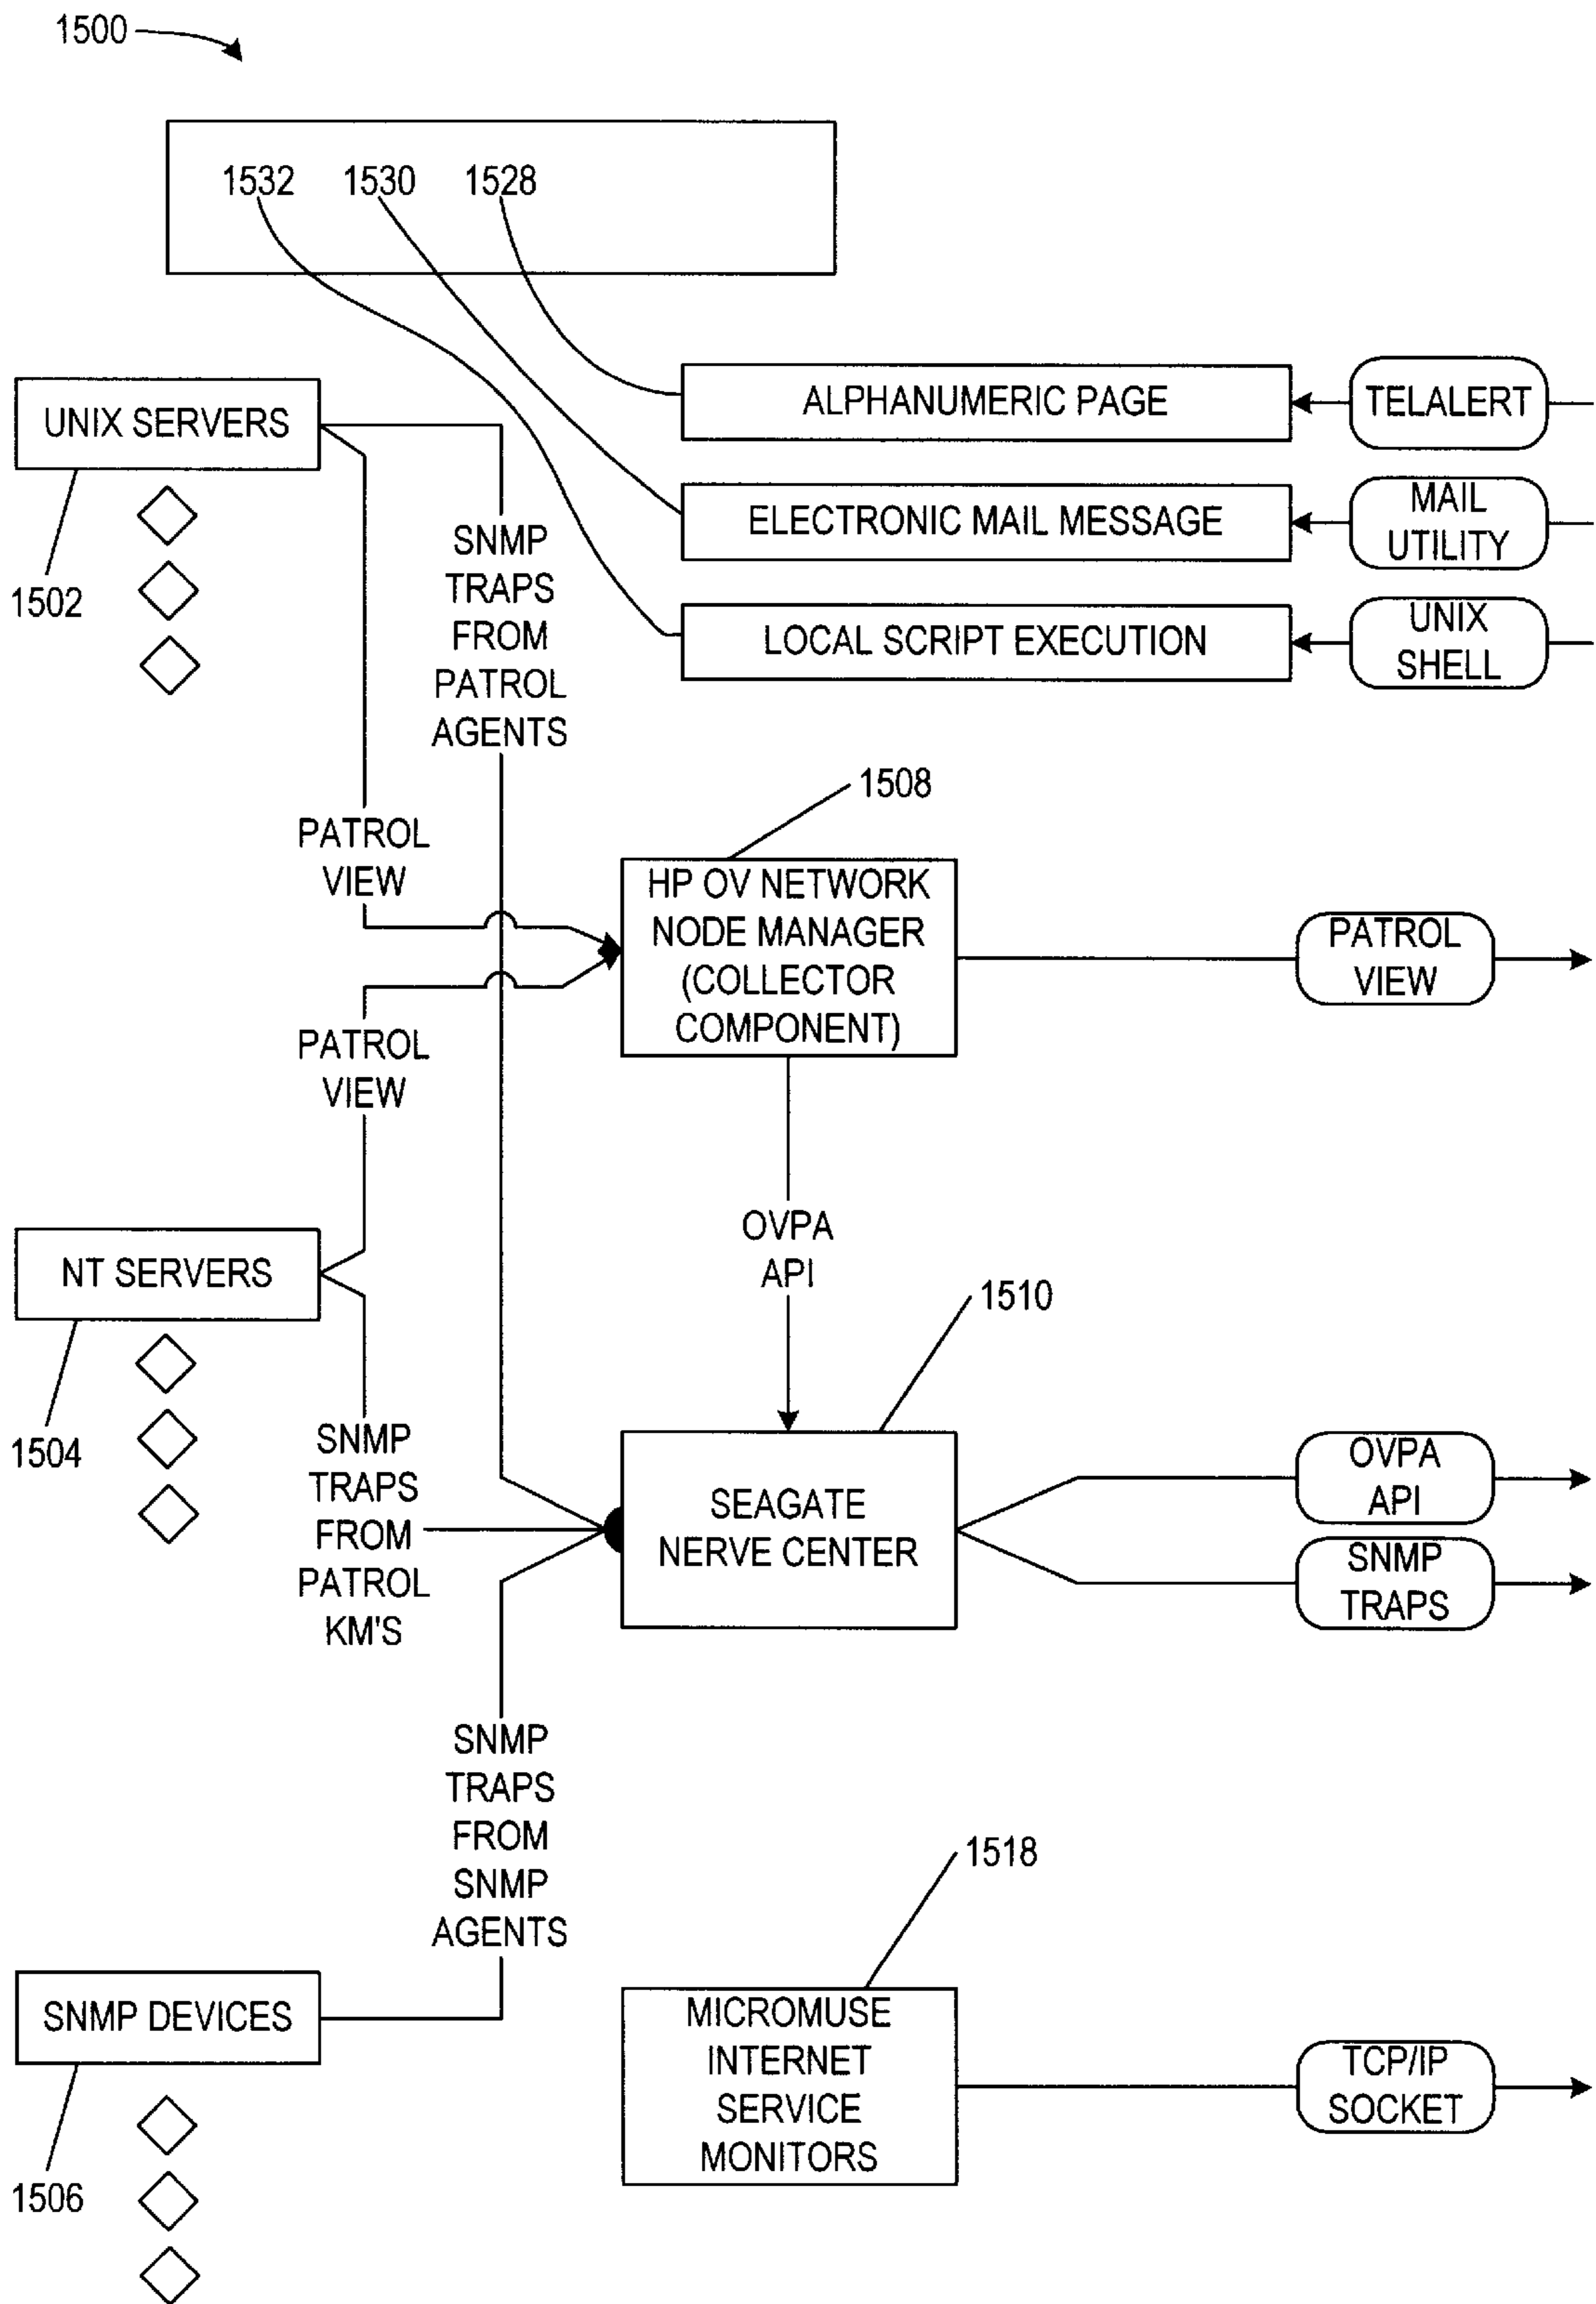 1500
1532 1530 1528
ALPHANUMERIC PAGE
TELALERT
UNIX SERVERS
ELECTRONIC MAIL MESSAGE
MAIL
UTILITY
SNMP
TRAPS
FROM
PATROL
AGENTS
1502
LOCAL SCRIPT EXECUTION
UNIX
SHELL
1508
PATROL
VIEW
HP OV NETWORK
NODE MANAGER
(COLLECTOR
COMPONENT)
PATROL
VIEW
PATROL
VIEW
OVPA
API
NT SERVERS
1510
1504
SNMP
TRAPS
FROM
PATROL
KM'S
SEAGATE
NERVE CENTER
OVPA
API
SNMP
TRAPS
SNMP
TRAPS
FROM
SNMP
AGENTS
1518
SNMP DEVICES
MICROMUSE
INTERNET
SERVICE
MONITORS
TCP/IP
SOCKET
1506